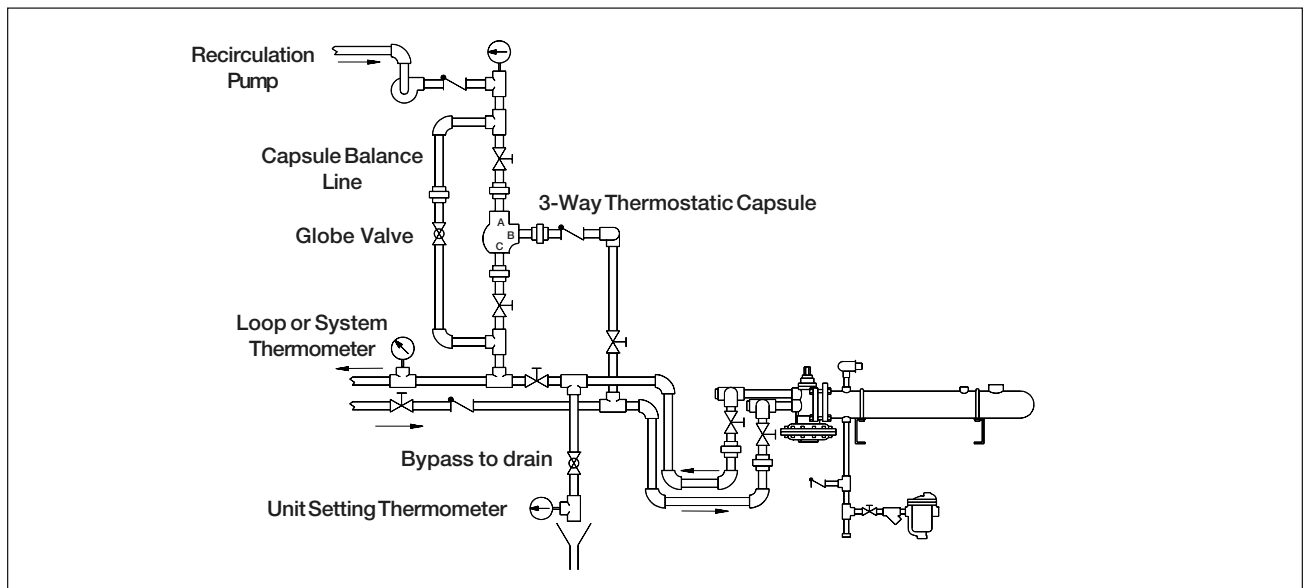 Recirculation
Pump
Capsule Balance
Line
3-Way Thermostatic Capsule
A
B
C
Globe Valve
Loop or System
Thermometer
Bypass to drain
Unit Setting Thermometer